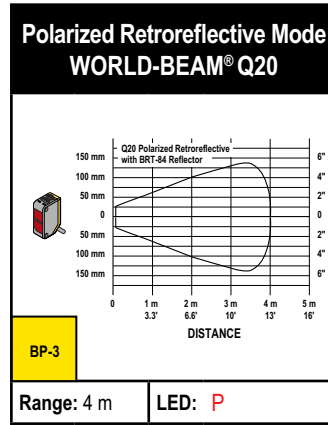 Polarized Retroreflective Mode
WORLD-BEAM® Q20
Q20 Polarized Retroreflective
with BRT-84 Reflector
150 mm
100 mm
50 mm
0
50 mm
100 mm
150 mm
6"
4"
2"
0
2"
4"
6"
0 1 m 2 m 3 m 4 m 5 m
3.3' 6.6' 10' 13' 16'
DISTANCE
BP-3
Range: 4 m LED: P